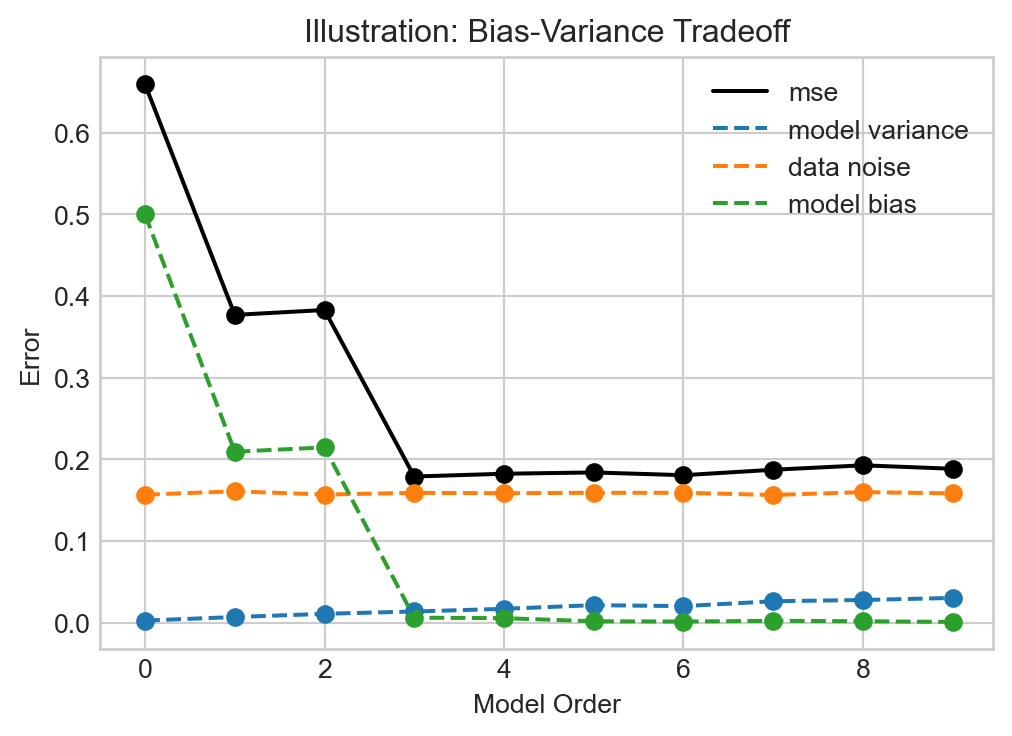 Illustration: Bias-Variance Tradeoff
mse
model variance
data noise
model bias
Error
0.6
0.5
0.4
0.3
0.2
0.1
0.0
0 2 4 6 8
Model Order